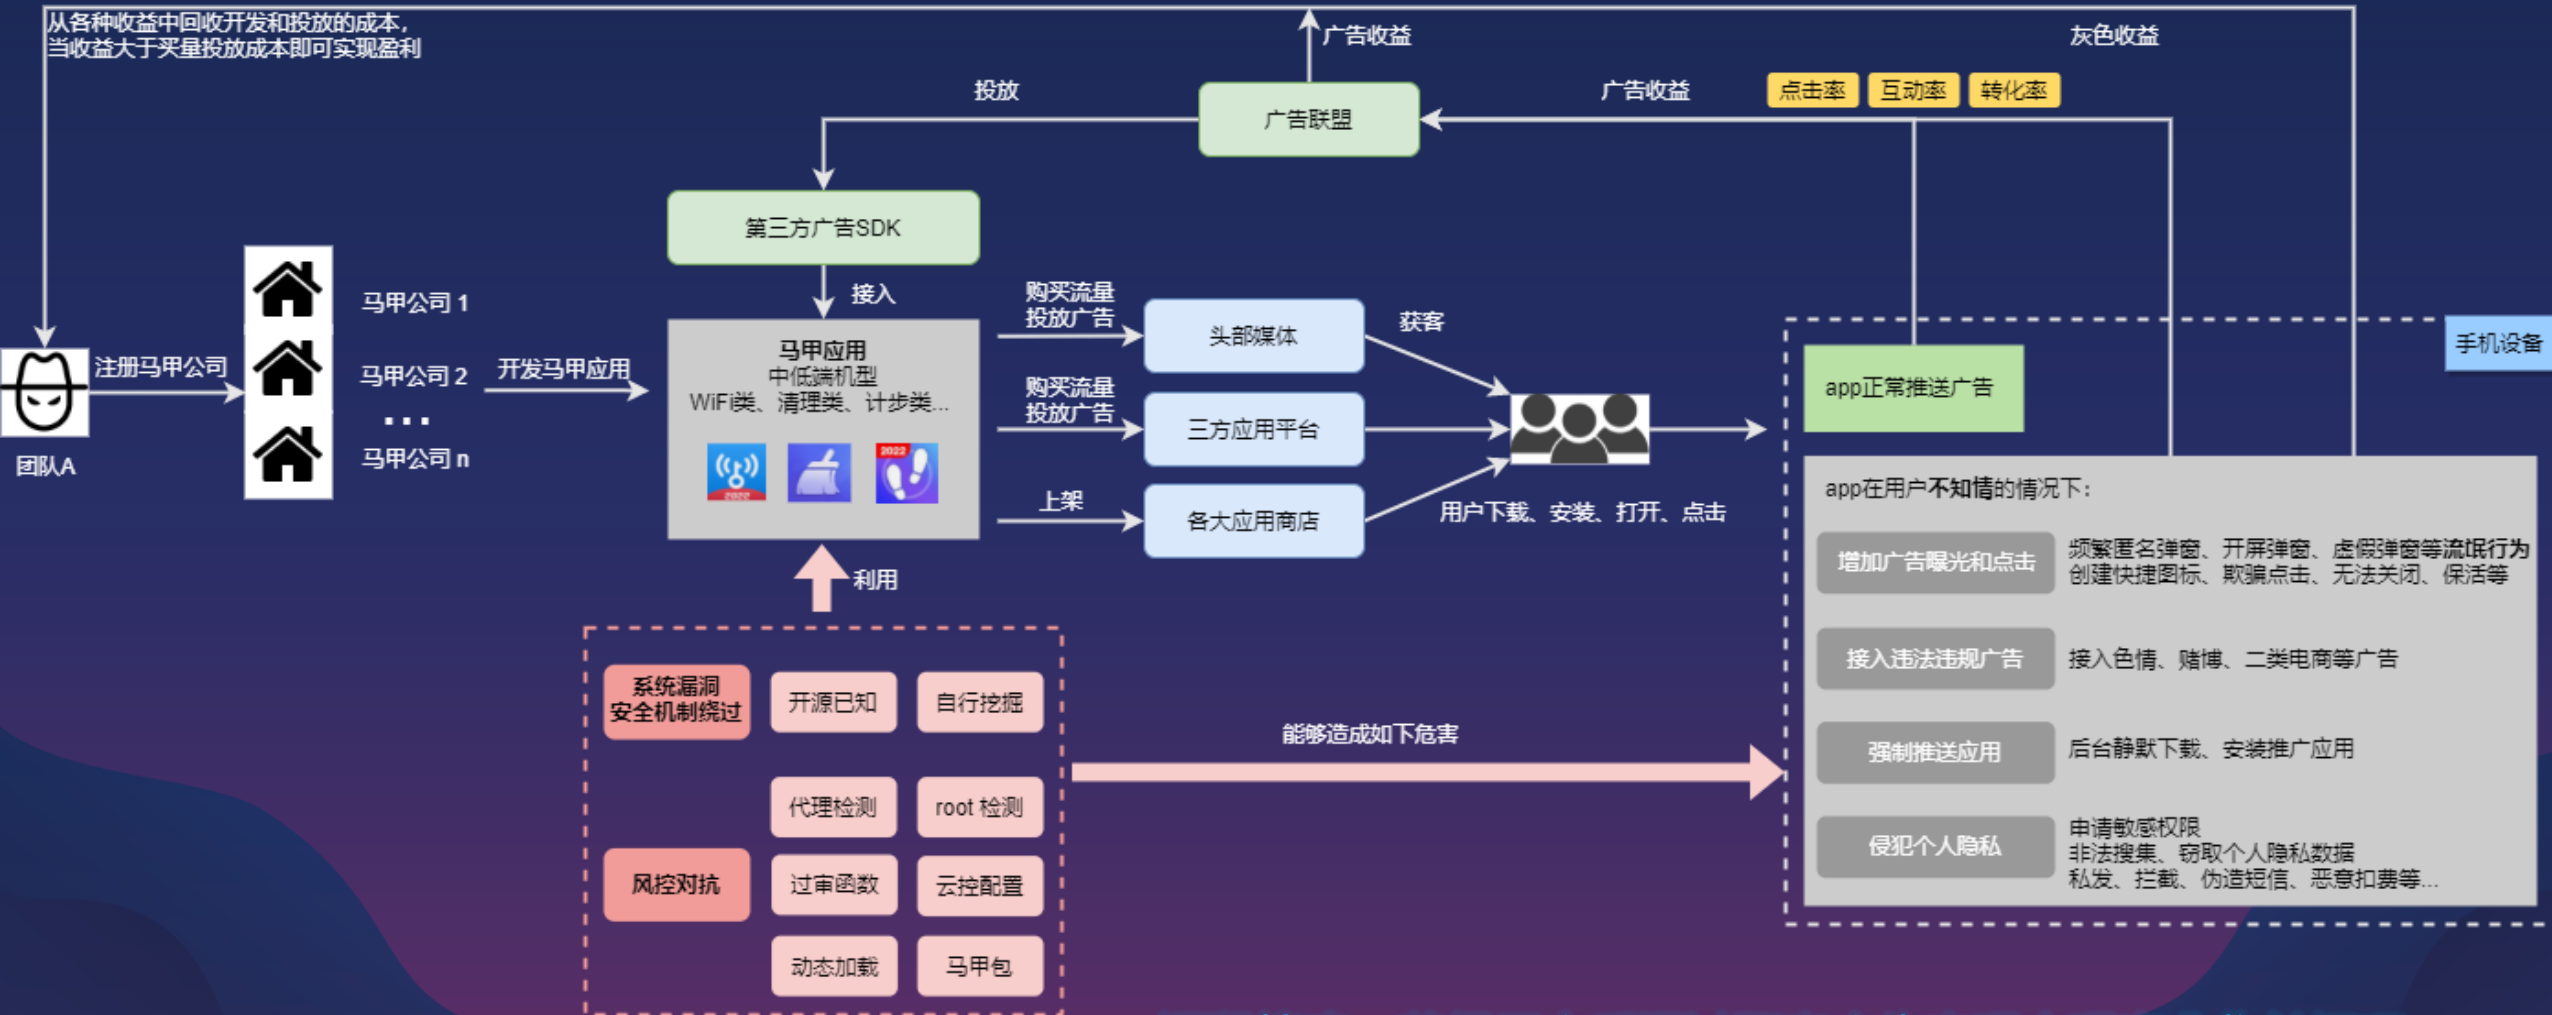 从各种收益中回收开发和投放的成本，
当收益大于买量投放成本即可实现盈利
广告收益
灰色收益
投放
广告联盟
广告收益
点击率
互动率
转化率
第三方广告SDK
接入
手机设备
团队A
注册马甲公司
马甲公司 1
马甲公司 2
...
马甲公司 n
开发马甲应用
马甲应用
中低端机型
WiFi类、清理类、计步类...
2022
2022
购买流量
投放广告
头部媒体
获客
购买流量
投放广告
三方应用平台
上架
各大应用商店
用户下载、安装、打开、点击
利用
系统漏洞
安全机制绕过
开源已知
自行挖掘
代理检测
root 检测
风控对抗
过审函数
云控配置
动态加载
马甲包
能够造成如下危害
app正常推送广告
app在用户不知情的情况下：
增加广告曝光和点击
频繁匿名弹窗、开屏弹窗、虚假弹窗等流氓行为
创建快捷图标、欺骗点击、无法关闭、保活等
接入违法违规广告
接入色情、赌博、二类电商等广告
强制推送应用
后台静默下载、安装推广应用
侵犯个人隐私
申请敏感权限
非法搜集、窃取个人隐私数据
私发、拦截、伪造短信、恶意扣费等...